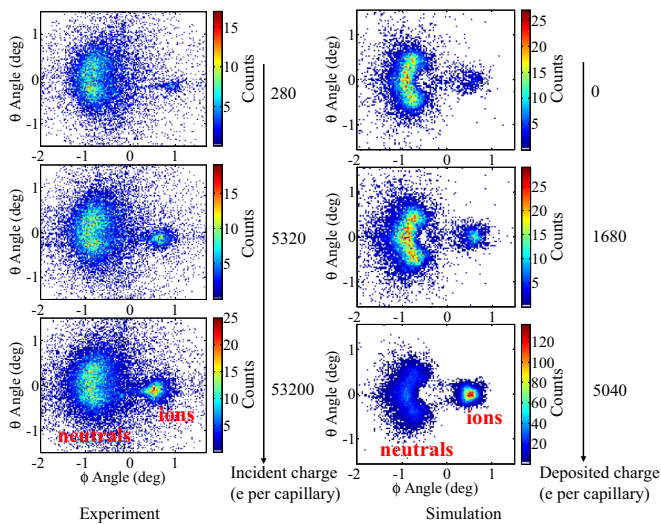 θ Angle (deg)
1
0
-1
-2 -1 0 1
15
10
5
Counts
280
θ Angle (deg)
1
0
-1
-2 -1 0 1
15
10
5
Counts
5320
θ Angle (deg)
1
0
-1
-2 -1 0 1
25
20
15
10
5
Counts
neutrals
ions
53200
ϕ Angle (deg)
Incident charge
(e per capillary)
Experiment
θ Angle (deg)
1
0
-1
-2 -1 0 1
25
20
15
10
5
Counts
0
θ Angle (deg)
1
0
-1
-2 -1 0 1
25
20
15
10
5
Counts
1680
θ Angle (deg)
1
0
-1
-2 -1 0 1
120
100
80
60
40
20
0
Counts
neutrals
ions
5040
ϕ Angle (deg)
Deposited charge
(e per capillary)
Simulation